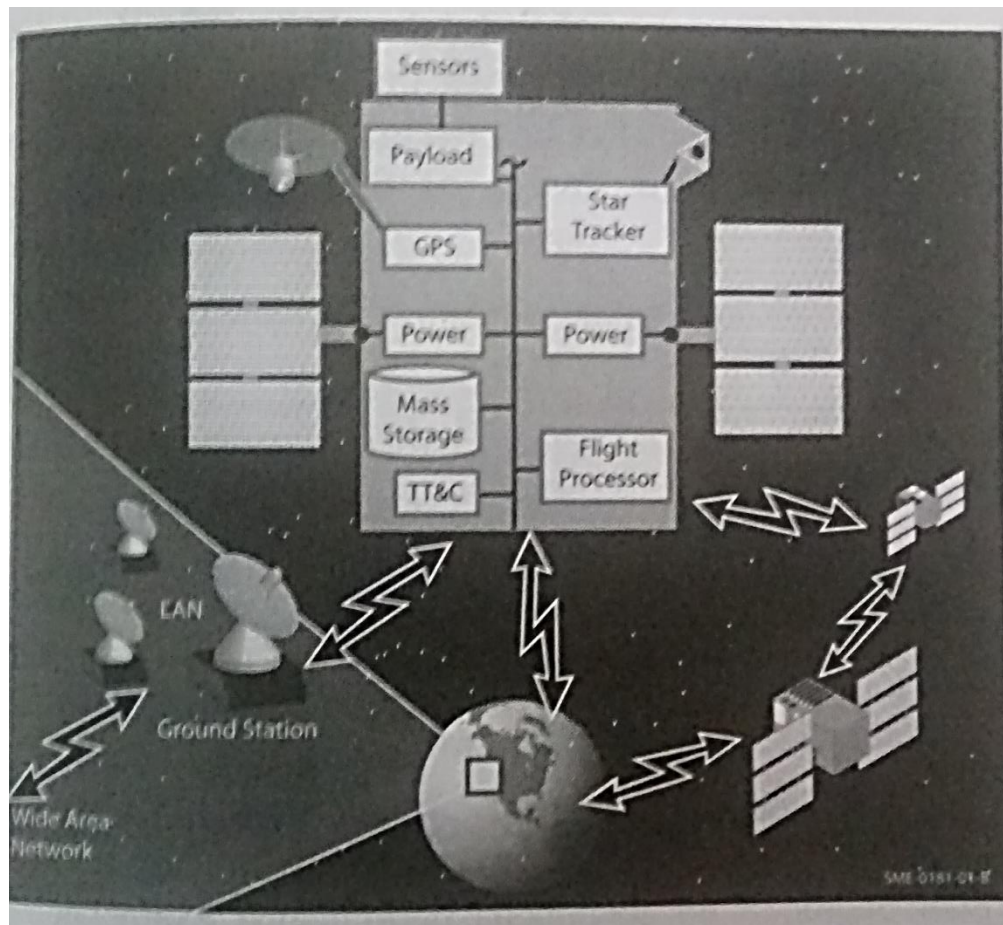 Sensors
Payload
Star
Tracker
GPS
Power
Power
Mass
Storage
Flight
Processor
TT&C
LAN
Ground Station
Wide Area
Network
SME-0181-01-B